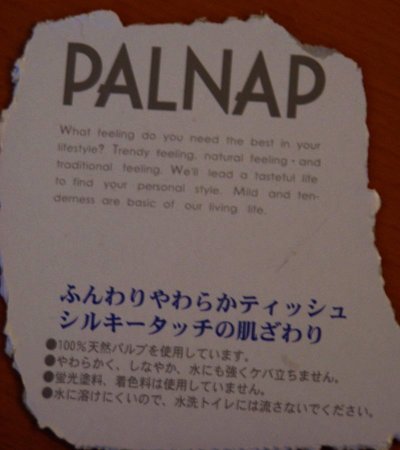 PALNAP
What feeling do you need the best in your
lifestyle? Trendy feeling, natural feeling・and
traditional feeling. We'll lead a tasteful life
to find your personal style. Mild and ten-
derness are basic of our living life.
ふんわりやわらかティッシュ
シルキータッチの肌ざわり
●100%天然パルプを使用しています。
●やわらかく、しなやか、水にも強くケバ立ちません。
●蛍光塗料、着色料は使用していません。
●水に溶けにくいので、水洗トイレには流さないでください。